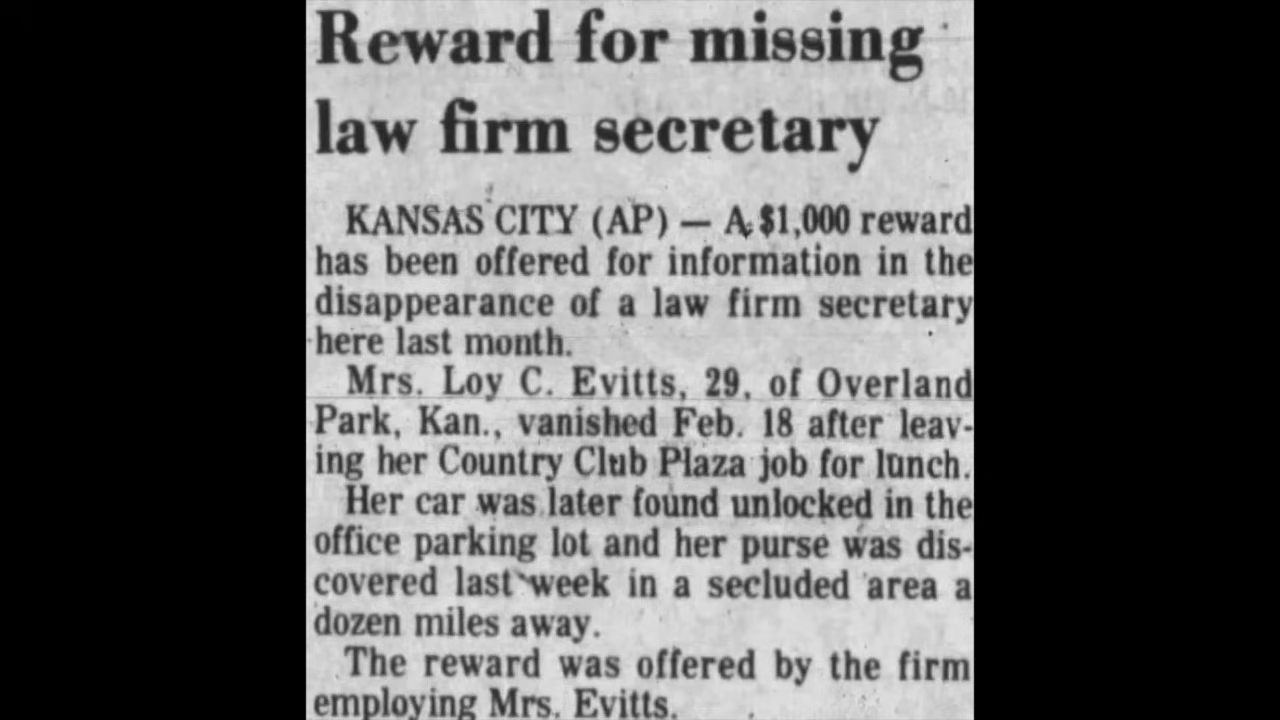 Reward for missing
law firm secretary
KANSAS CITY (AP) — A $1,000 reward
has been offered for information in the
disappearance of a law firm secretary
here last month.
Mrs. Loy C. Evitts, 29, of Overland
Park, Kan., vanished Feb. 18 after leav-
ing her Country Club Plaza job for lunch.
Her car was later found unlocked in the
office parking lot and her purse was dis-
covered last week in a secluded area a
dozen miles away.
The reward was offered by the firm
employing Mrs. Evitts.